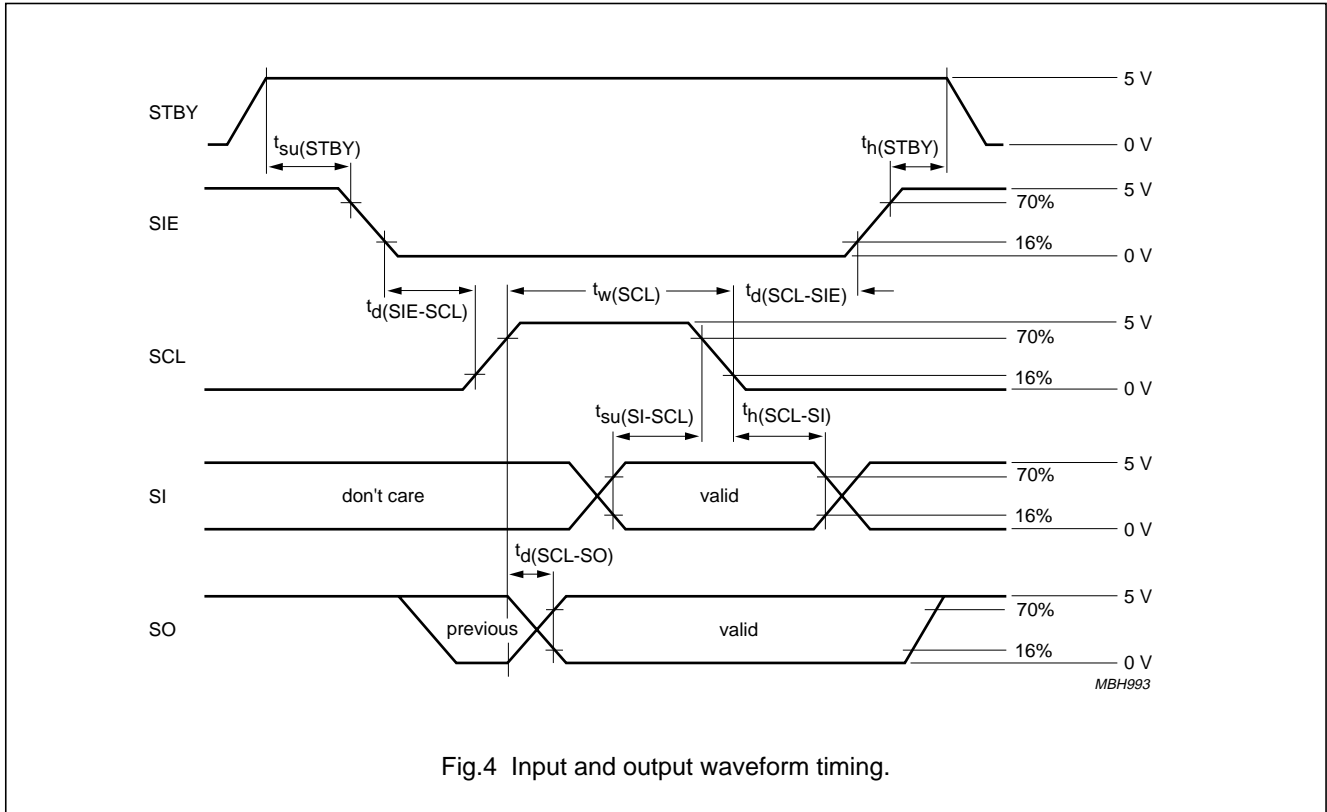 STBY
5 V
0 V
tsu(STBY)
th(STBY)
SIE
5 V
70%
16%
0 V
td(SIE-SCL)
tw(SCL)
td(SCL-SIE)
SCL
5 V
70%
16%
0 V
tsu(SI-SCL)
th(SCL-SI)
SI
don't care
valid
5 V
70%
16%
0 V
td(SCL-SO)
SO
previous
valid
5 V
70%
16%
0 V
MBH993
Fig.4 Input and output waveform timing.